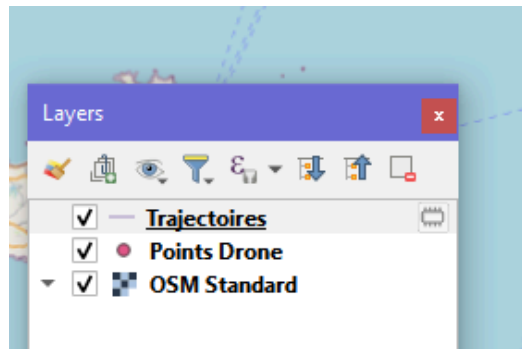 Layers
Trajectoires
Points Drone
OSM Standard